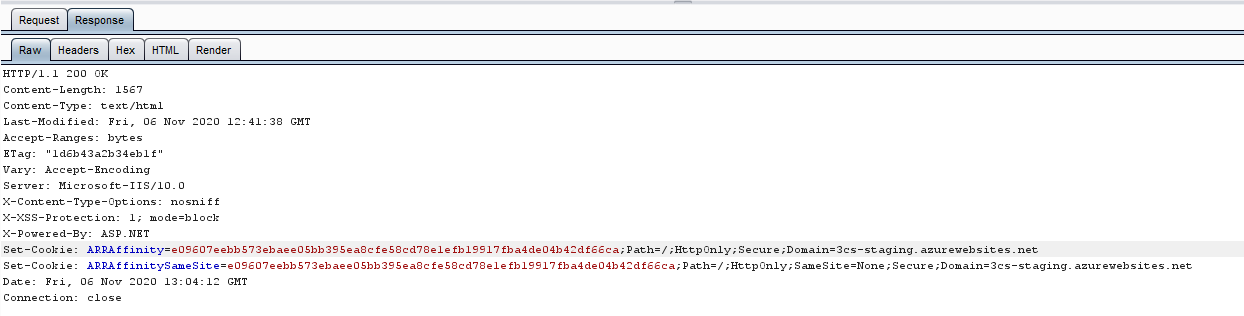 Request Response
Raw Headers Hex HTML Render
HTTP/1.1 200 OK
Content-Length: 1567
Content-Type: text/html
Last-Modified: Fri, 06 Nov 2020 12:41:38 GMT
Accept-Ranges: bytes
ETag: "1d6b43a2b34eb1f"
Vary: Accept-Encoding
Server: Microsoft-IIS/10.0
X-Content-Type-Options: nosniff
X-XSS-Protection: 1; mode=block
X-Powered-By: ASP.NET
Set-Cookie: ARRAffinity=e09607eebb573ebaee05bb395ea8cfe58cd78e1efb19917fba4de04b42df66ca;Path=/;HttpOnly;Secure;Domain=3cs-staging.azurewebsites.net
Set-Cookie: ARRAffinitySameSite=e09607eebb573ebaee05bb395ea8cfe58cd78e1efb19917fba4de04b42df66ca;Path=/;HttpOnly;SameSite=None;Secure;Domain=3cs-staging.azurewebsites.net
Date: Fri, 06 Nov 2020 13:04:12 GMT
Connection: close